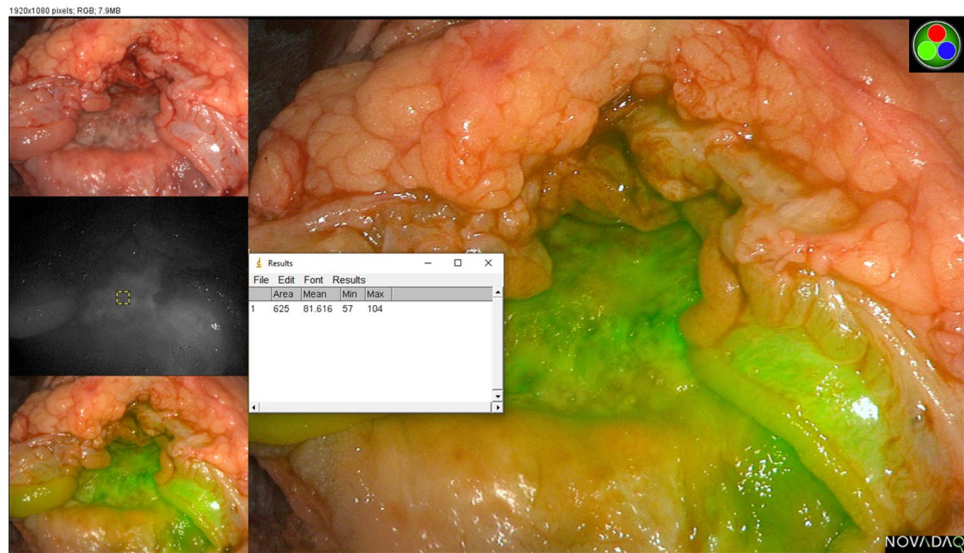 1920x1080 pixels; RGB; 7.9MB
Results
File Edit Font Results
Area Mean Min Max
1 625 81.616 57 104
NOVADAQ